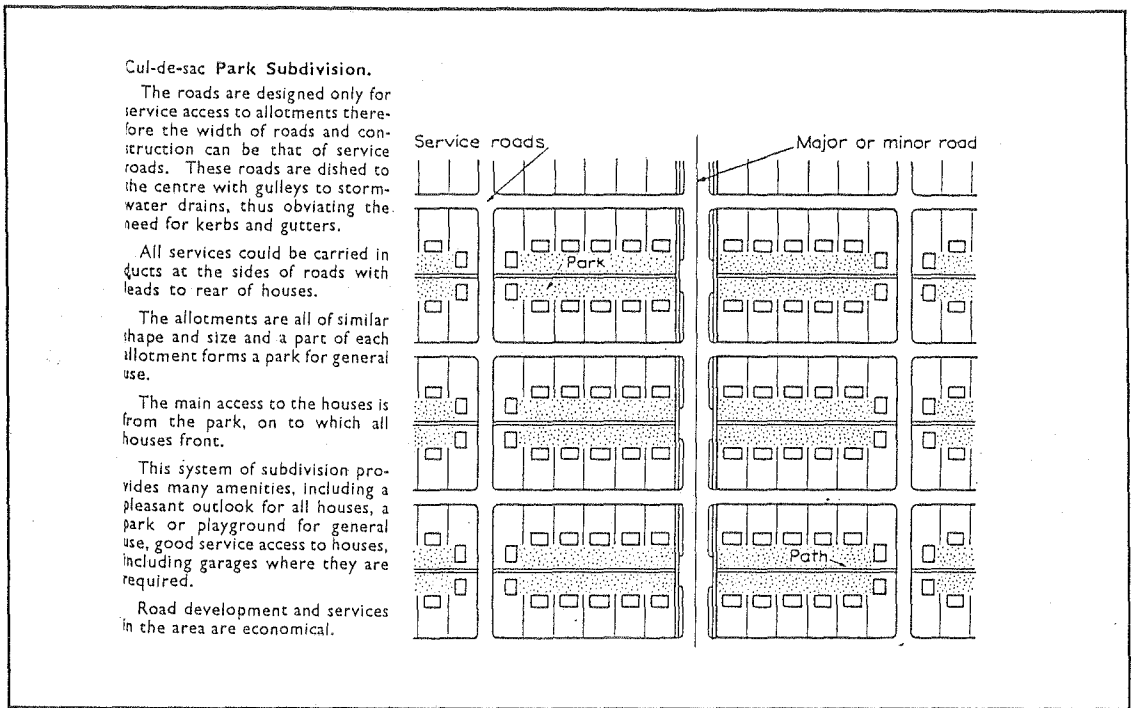 Cul-de-sac Park Subdivision.
The roads are designed only for
service access to allotments there-
fore the width of roads and con-
struction can be that of service
roads. These roads are dished to
the centre with gulleys to storm-
water drains, thus obviating the
need for kerbs and gutters.
All services could be carried in
ducts at the sides of roads with
leads to rear of houses.
The allotments are all of similar
shape and size and a part of each
allotment forms a park for general
use.
The main access to the houses is
from the park, on to which all
houses front.
This system of subdivision pro-
vides many amenities, including a
pleasant outlook for all houses, a
park or playground for general
use, good service access to houses,
including garages where they are
required.
Road development and services
in the area are economical.
Service roads
Major or minor road
Park
Path